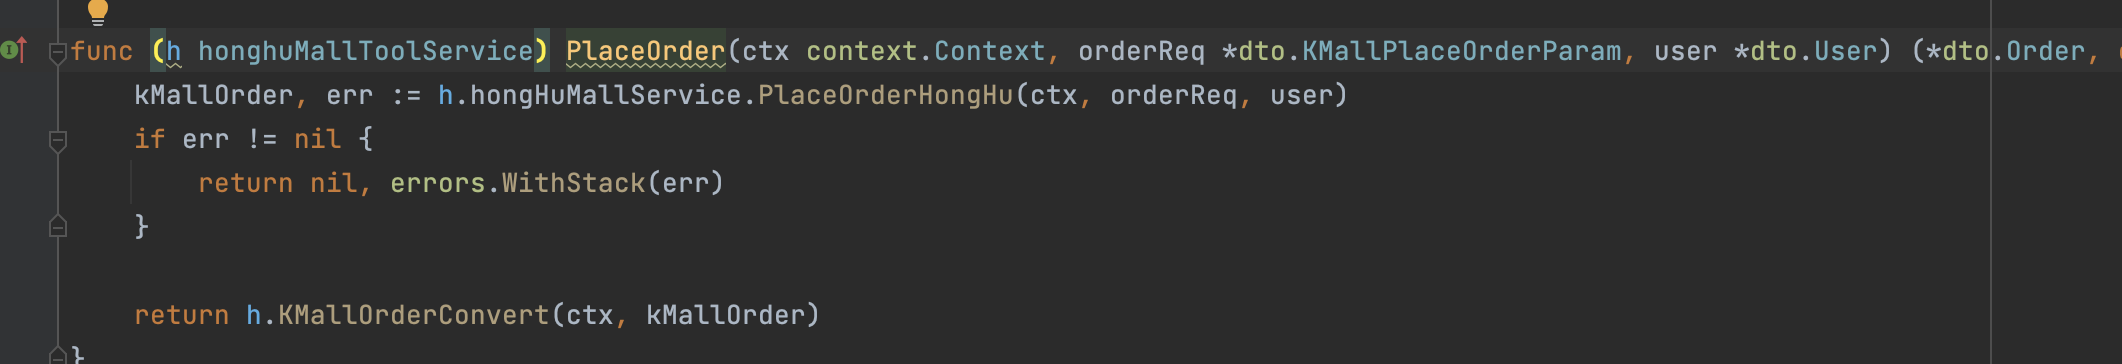 func (h honghuMallToolService) PlaceOrder(ctx context.Context, orderReq *dto.KMallPlaceOrderParam, user *dto.User) (*dto.Order,
kMallOrder, err := h.hongHuMallService.PlaceOrderHongHu(ctx, orderReq, user)
if err != nil {
return nil, errors.WithStack(err)
}
return h.KMallOrderConvert(ctx, kMallOrder)
}